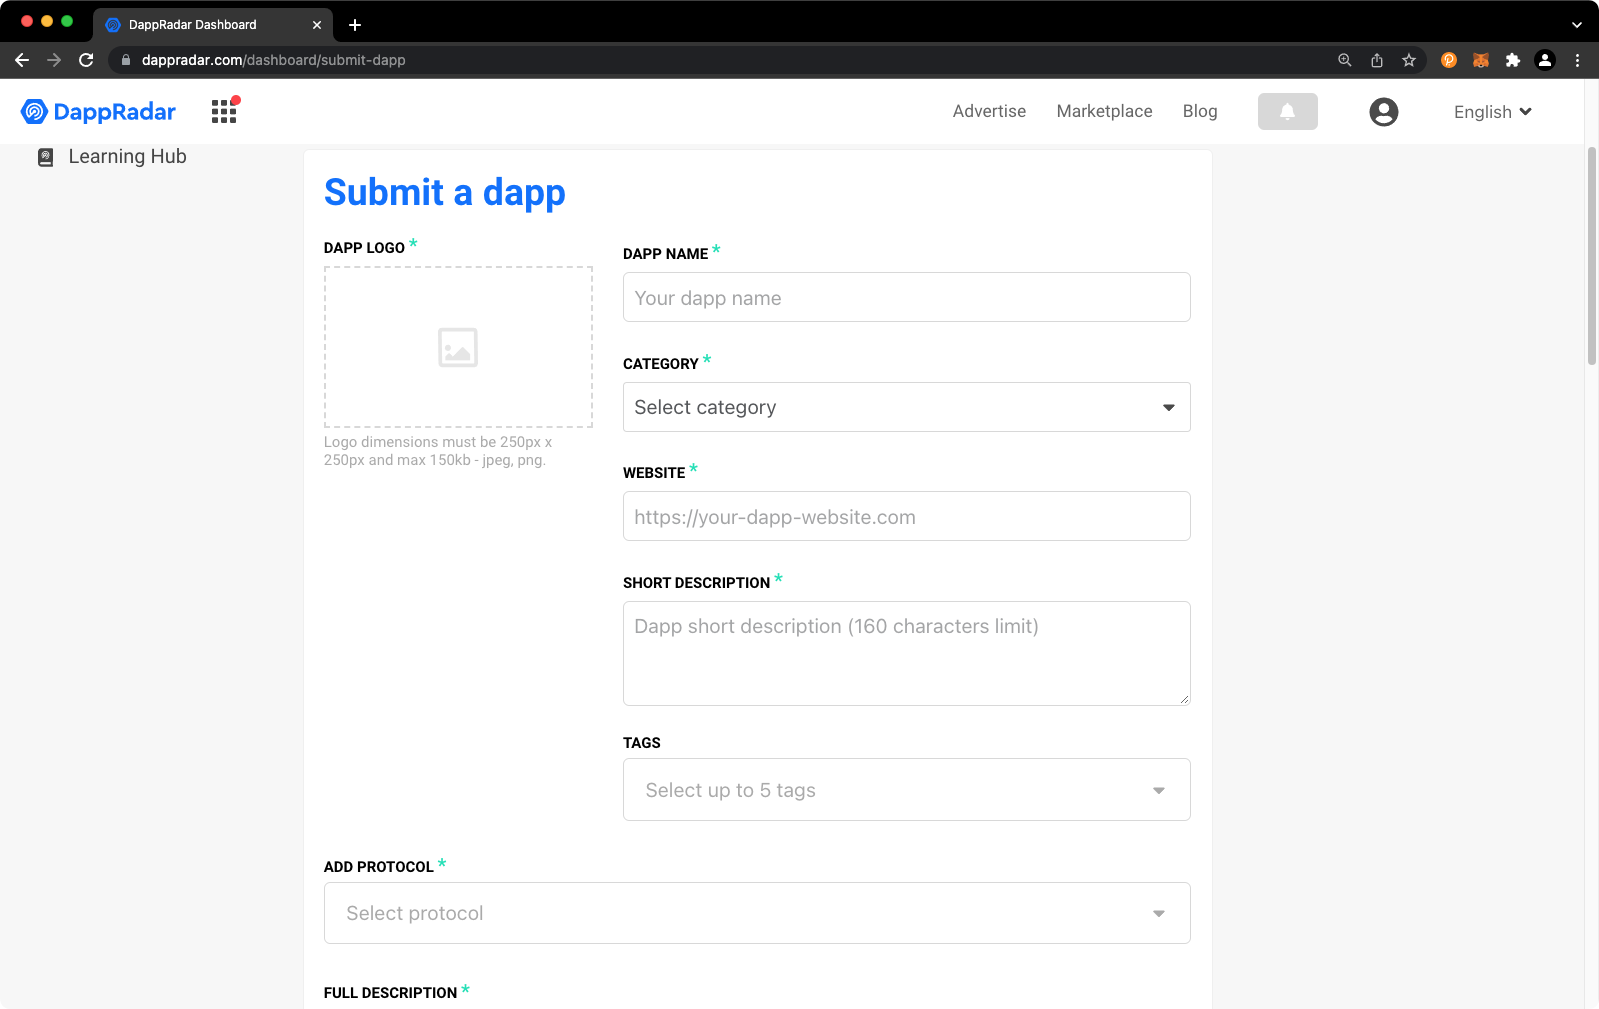 DappRadar Dashboard
dappradar.com/dashboard/submit-dapp
DappRadar
Advertise
Marketplace
Blog
English
Learning Hub
Submit a dapp
DAPP LOGO *
Logo dimensions must be 250px x
250px and max 150kb - jpeg, png.
DAPP NAME *
Your dapp name
CATEGORY *
Select category
WEBSITE *
https://your-dapp-website.com
SHORT DESCRIPTION *
Dapp short description (160 characters limit)
TAGS
Select up to 5 tags
ADD PROTOCOL *
Select protocol
FULL DESCRIPTION *